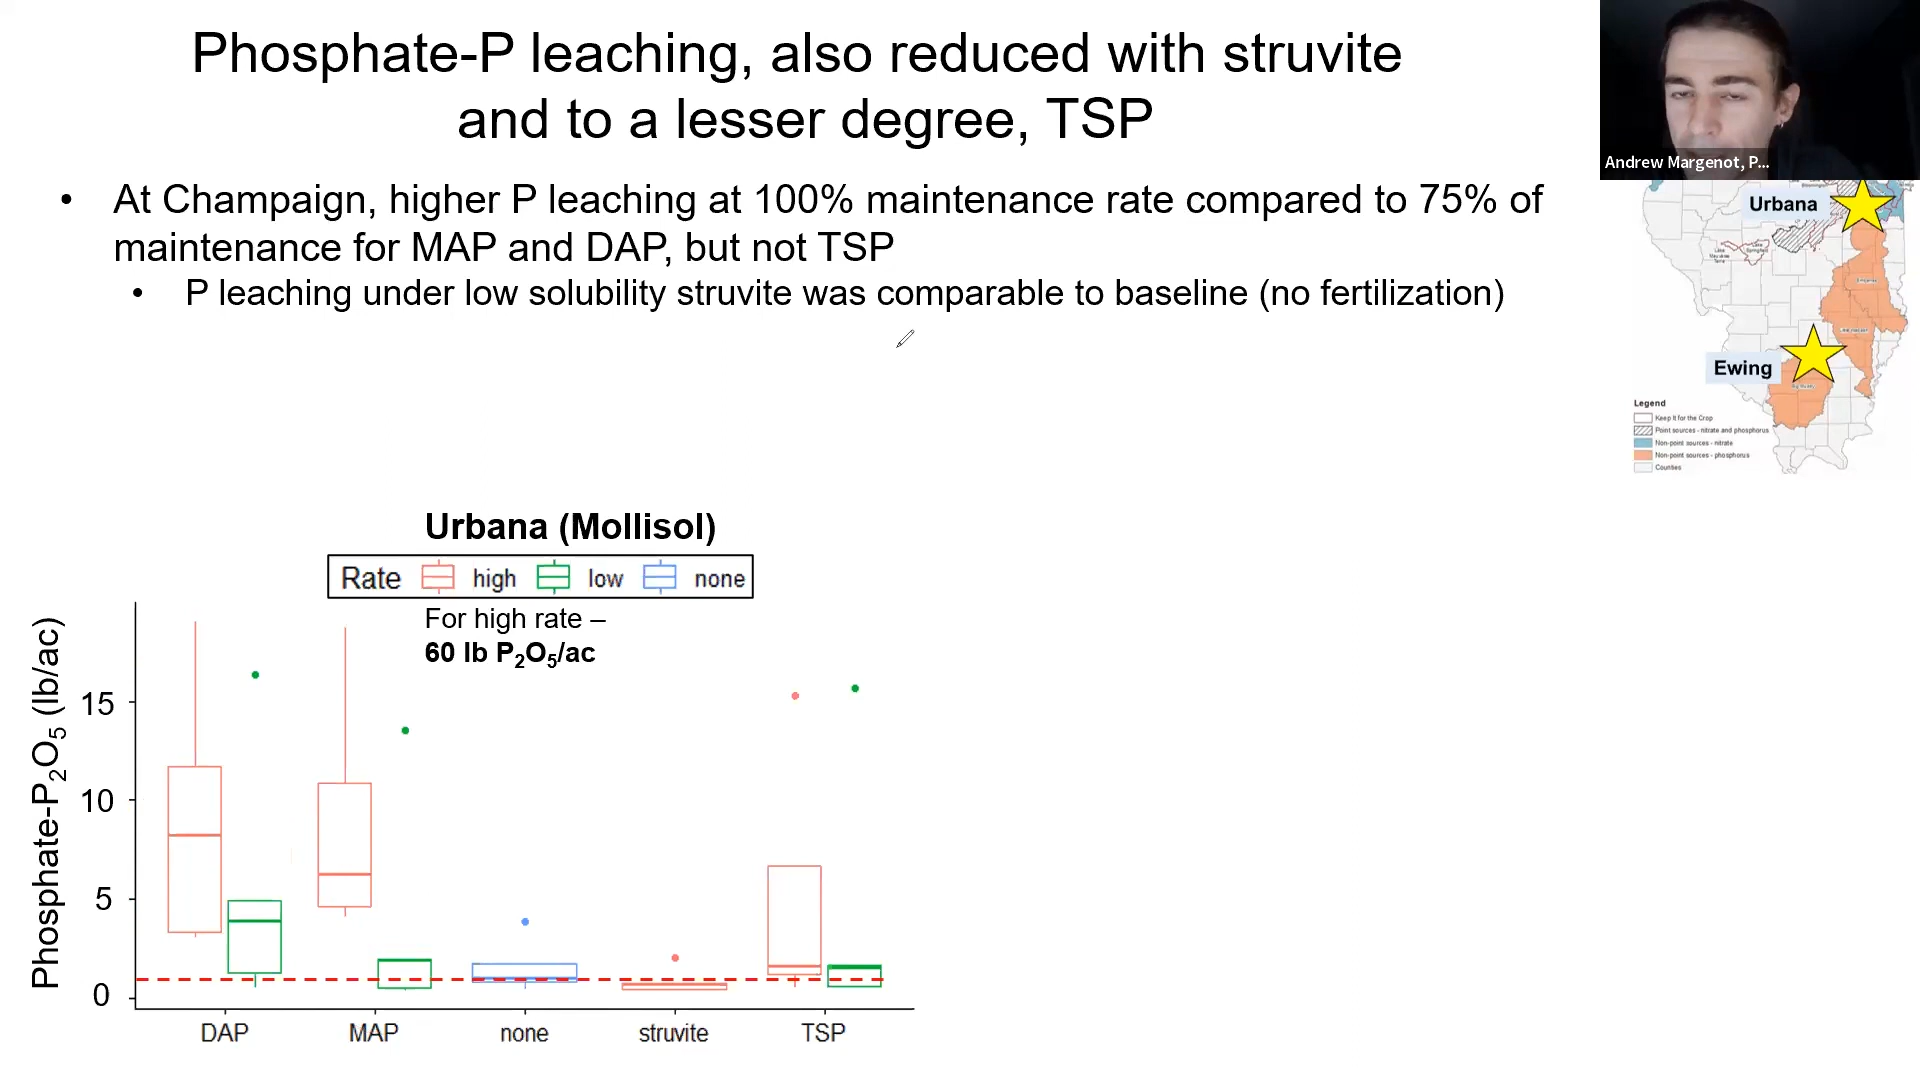 Phosphate-P leaching, also reduced with struvite
and to a lesser degree, TSP
Andrew Margenot, P...
• At Champaign, higher P leaching at 100% maintenance rate compared to 75% of
maintenance for MAP and DAP, but not TSP
• P leaching under low solubility struvite was comparable to baseline (no fertilization)
Urbana
Ewing
Legend
Keep It for the Crop
Point sources - nitrate and phosphorus
Non-point sources - nitrate
Non-point sources - phosphorus
Counties
Urbana (Mollisol)
Rate high low none
For high rate –
60 lb P₂O₅/ac
Phosphate-P₂O₅ (lb/ac)
15
10
5
0
DAP MAP none struvite TSP